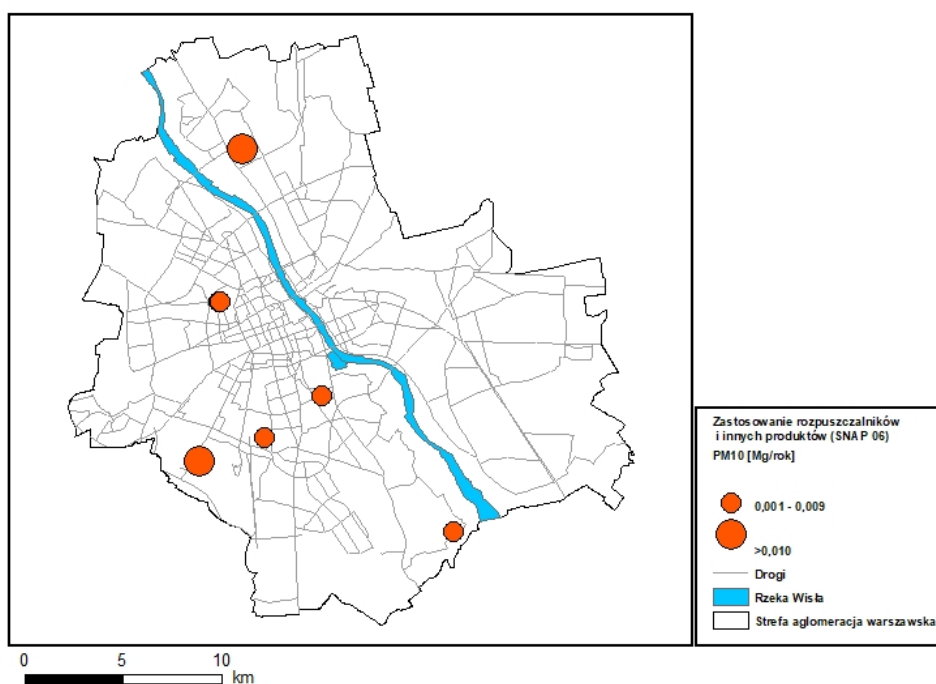 Zastosowanie rozpuszczalników
i innych produktów (SNAP 06)
PM10 [Mg/rok]
0,001 - 0,009
>0,010
Drogi
Rzeka Wisła
Strefa aglomeracja warszawska
0 5 10
km